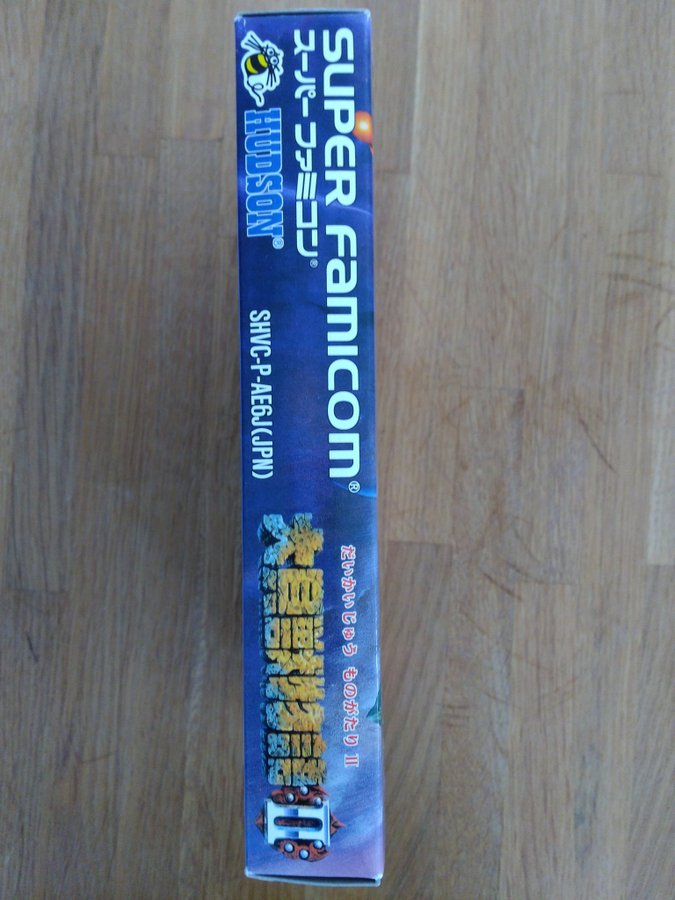 SUPER FAMICOM®
スーパーファミコン®
HUDSON®
SHVC-P-AE6J(JPN)
だいかいじゅう ものがたり II
大貝獣物語
II